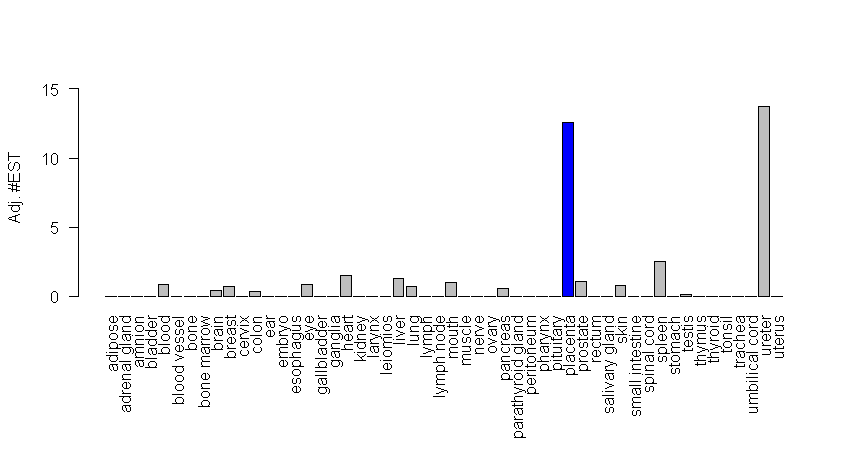 15
10
5
0
Adj. #EST
adipose
adrenal gland
amnion
bladder
blood
blood vessel
bone
bone marrow
brain
breast
cervix
colon
ear
embryo
esophagus
eye
gallbladder
ganglia
heart
kidney
larynx
leiomios
liver
lung
lymph
lymph node
mouth
muscle
nerve
ovary
pancreas
parathyroid gland
peritoneum
pharynx
pituitary
placenta
prostate
rectum
salivary gland
skin
small intestine
spinal cord
spleen
stomach
testis
thymus
thyroid
tonsil
trachea
umbilical cord
ureter
uterus